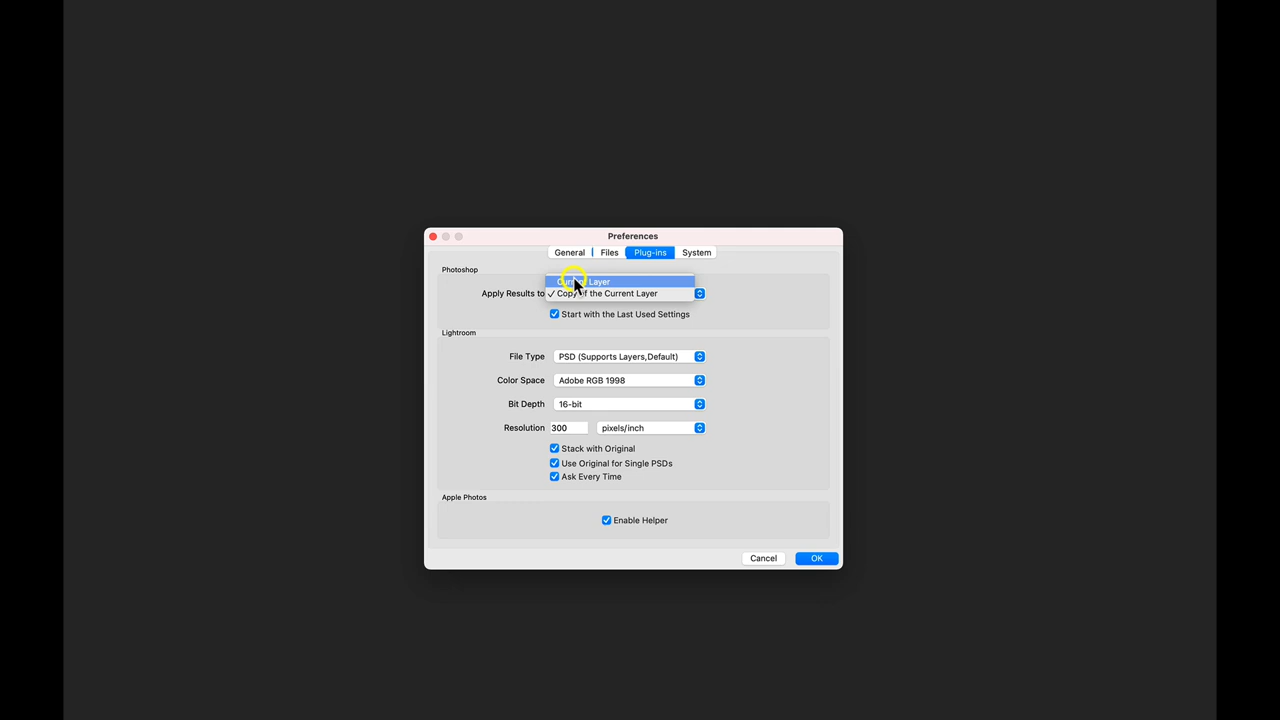 Preferences
General Files Plug-ins System
Photoshop
Current Layer
Apply Results to ✓ Copy of the Current Layer
Start with the Last Used Settings
Lightroom
File Type PSD (Supports Layers,Default)
Color Space Adobe RGB 1998
Bit Depth 16-bit
Resolution 300 pixels/inch
Stack with Original
Use Original for Single PSDs
Ask Every Time
Apple Photos
Enable Helper
Cancel OK